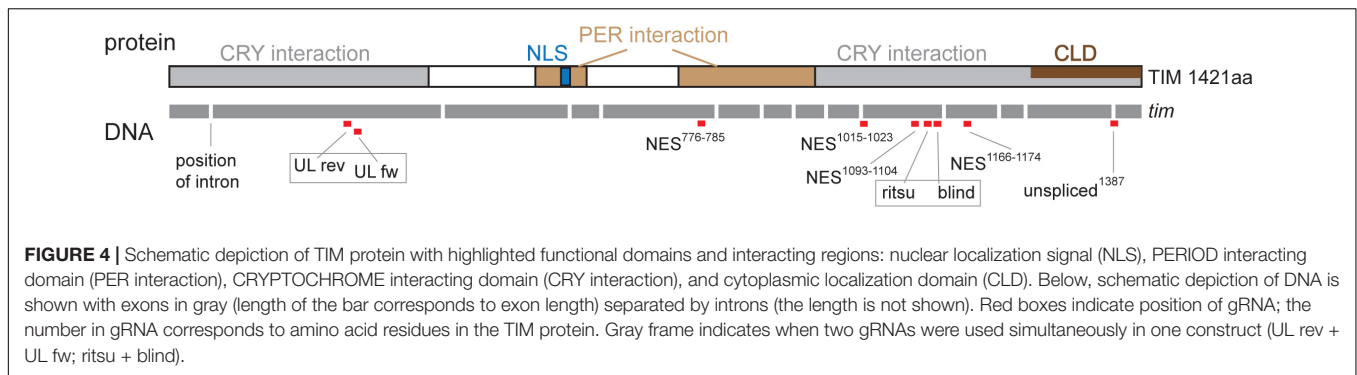 protein
PER interaction
CRY interaction
NLS
CRY interaction
CLD
TIM 1421aa
tim
DNA
position
of intron
UL rev
UL fw
NES776-785
NES1015-1023
NES1093-1104
ritsu
blind
NES1166-1174
unspliced1387
FIGURE 4 | Schematic depiction of TIM protein with highlighted functional domains and interacting regions: nuclear localization signal (NLS), PERIOD interacting
domain (PER interaction), CRYPTOCHROME interacting domain (CRY interaction), and cytoplasmic localization domain (CLD). Below, schematic depiction of DNA is
shown with exons in gray (length of the bar corresponds to exon length) separated by introns (the length is not shown). Red boxes indicate position of gRNA; the
number in gRNA corresponds to amino acid residues in the TIM protein. Gray frame indicates when two gRNAs were used simultaneously in one construct (UL rev +
UL fw; ritsu + blind).